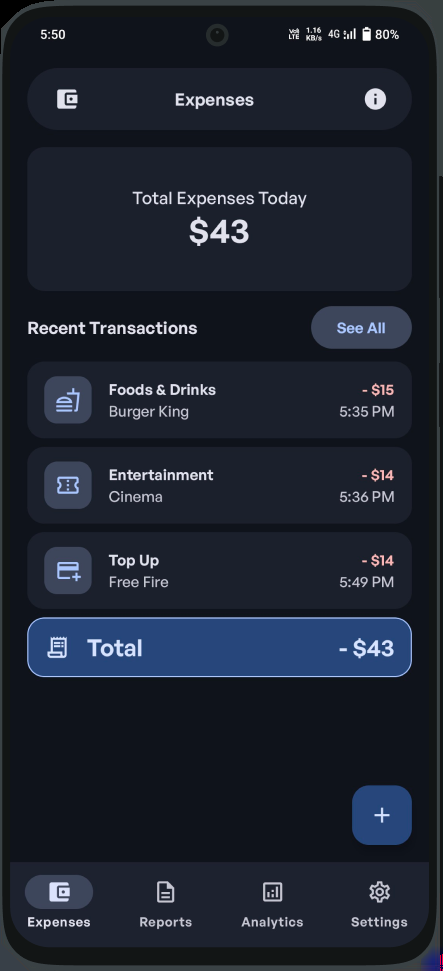 5:50
Vo) LTE 1.16 KB/s 4G 80%
Expenses
Total Expenses Today
$43
Recent Transactions
See All
Foods & Drinks
- $15
Burger King
5:35 PM
Entertainment
- $14
Cinema
5:36 PM
Top Up
- $14
Free Fire
5:49 PM
Total
- $43
+
Expenses
Reports
Analytics
Settings